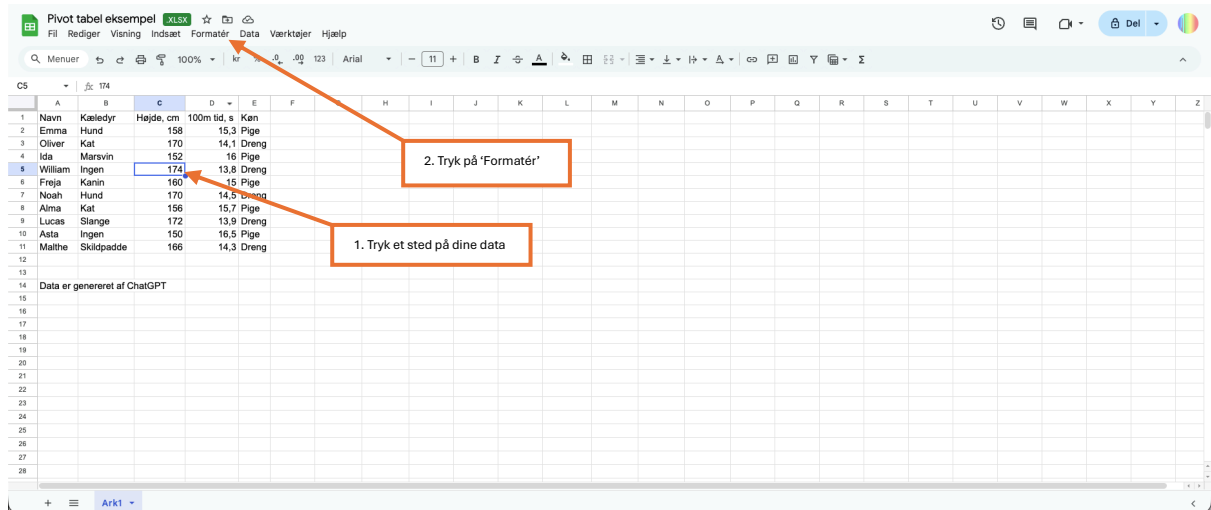 Pivot tabel eksempel .XLSX
Fil Rediger Visning Indsæt Formatér Data Værktøjer Hjælp
Del
Menuer 100% kr % .0 .00 123 Arial − 11 + B I A Σ
C5 fx 174
A B C D E F H I J K L M N O P Q R S T U V W X Y Z
1 Navn Kæledyr Højde, cm 100m tid, s Køn
2 Emma Hund 158 15,3 Pige
3 Oliver Kat 170 14,1 Dreng
4 Ida Marsvin 152 16 Pige
5 William Ingen 174 13,8 Dreng
6 Freja Kanin 160 15 Pige
7 Noah Hund 170 14,5 Dreng
8 Alma Kat 156 15,7 Pige
9 Lucas Slange 172 13,9 Dreng
10 Asta Ingen 150 16,5 Pige
11 Malthe Skildpadde 166 14,3 Dreng
2. Tryk på ‘Formatér’
1. Tryk et sted på dine data
12
13
14 Data er genereret af ChatGPT
15
16
17
18
19
20
21
22
23
24
25
26
27
28
+ Ark1